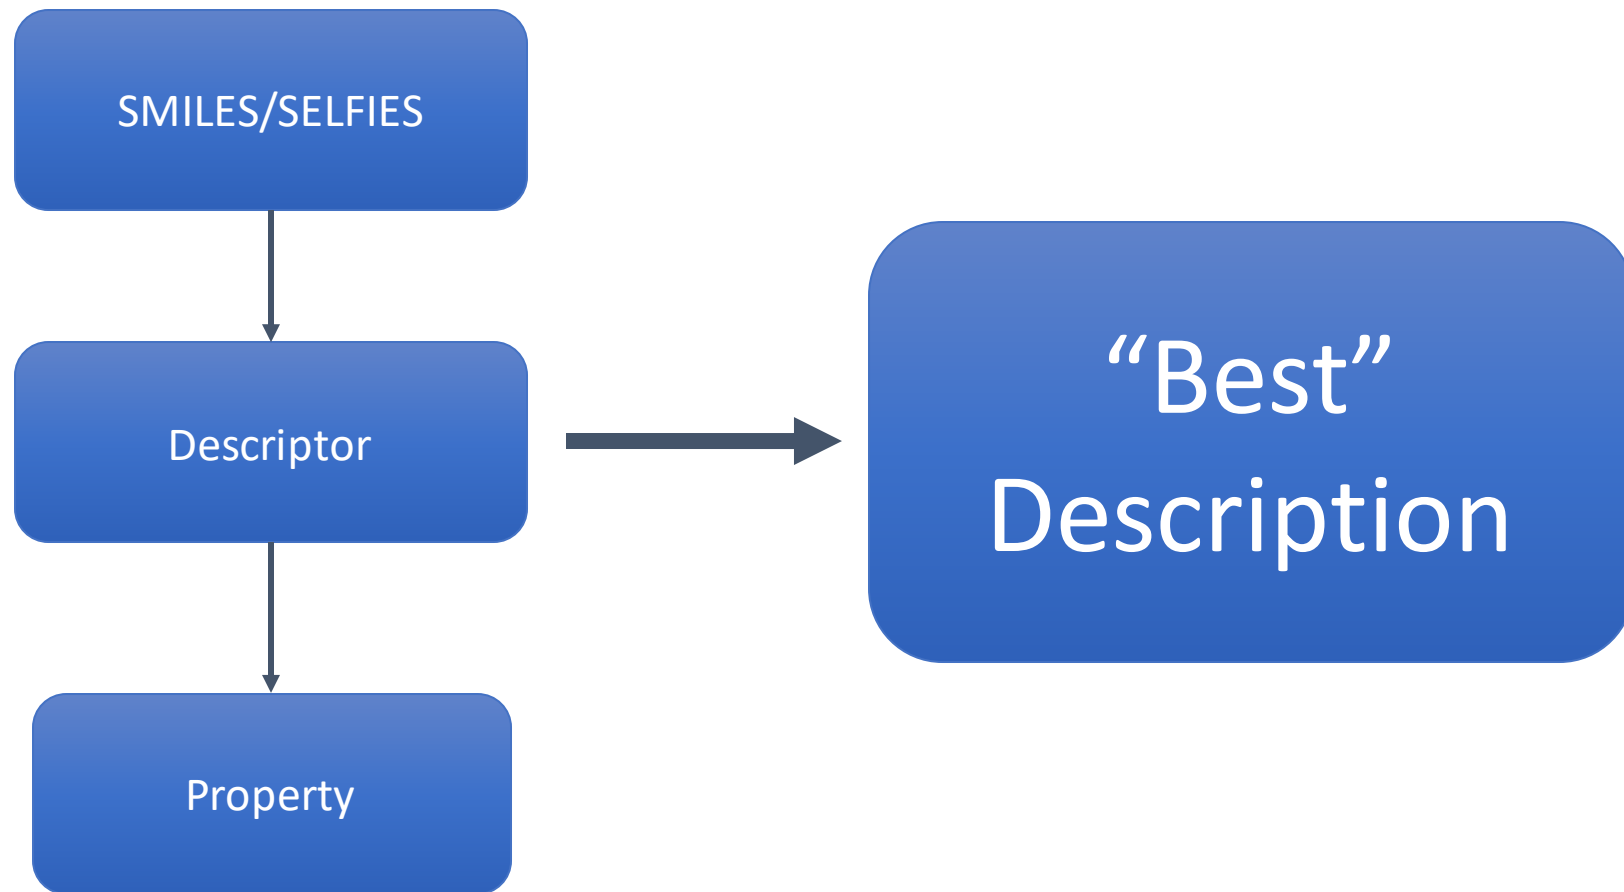 SMILES/SELFIES
Descriptor
Property
“Best”
Description